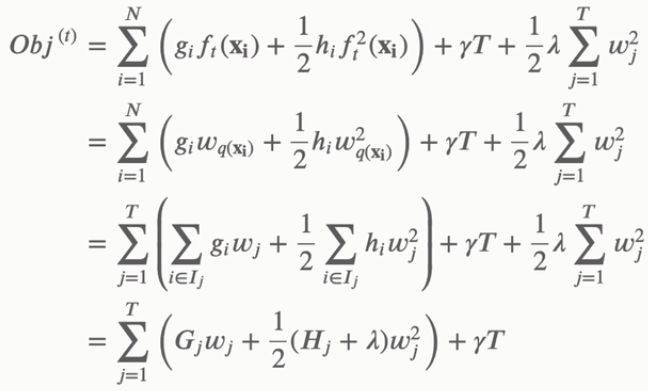 Obj^{(t)} = \sum_{i=1}^{N} \left( g_i f_t(\mathbf{x_i}) + \frac{1}{2} h_i f_t^2(\mathbf{x_i}) \right) + \gamma T + \frac{1}{2} \lambda \sum_{j=1}^{T} w_j^2
= \sum_{i=1}^{N} \left( g_i w_{q(\mathbf{x_i})} + \frac{1}{2} h_i w_{q(\mathbf{x_i})}^2 \right) + \gamma T + \frac{1}{2} \lambda \sum_{j=1}^{T} w_j^2
= \sum_{j=1}^{T} \left( \sum_{i \in I_j} g_i w_j + \frac{1}{2} \sum_{i \in I_j} h_i w_j^2 \right) + \gamma T + \frac{1}{2} \lambda \sum_{j=1}^{T} w_j^2
= \sum_{j=1}^{T} \left( G_j w_j + \frac{1}{2} (H_j + \lambda) w_j^2 \right) + \gamma T